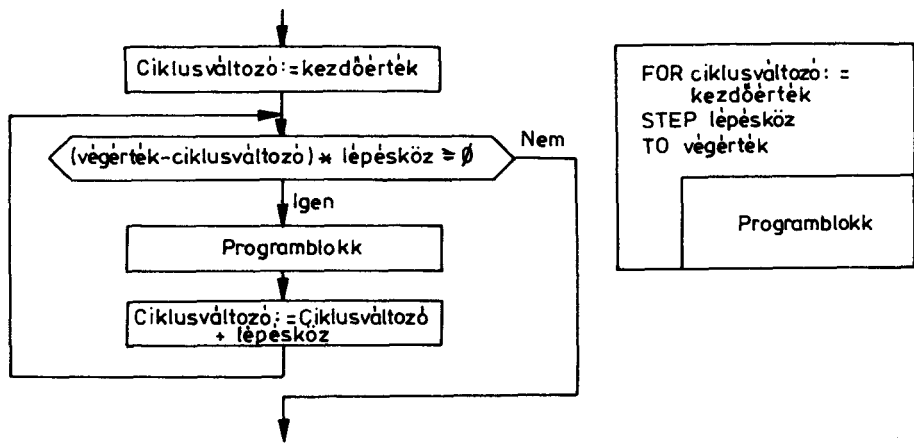 Ciklusváltozó:=kezdőérték
(végérték-ciklusváltozó) * lépésköz ≥ Ø
Nem
Igen
Programblokk
Ciklusváltozó:=Ciklusváltozó
+ lépésköz
FOR ciklusváltozó: =
kezdőérték
STEP lépésköz
TO végérték
Programblokk